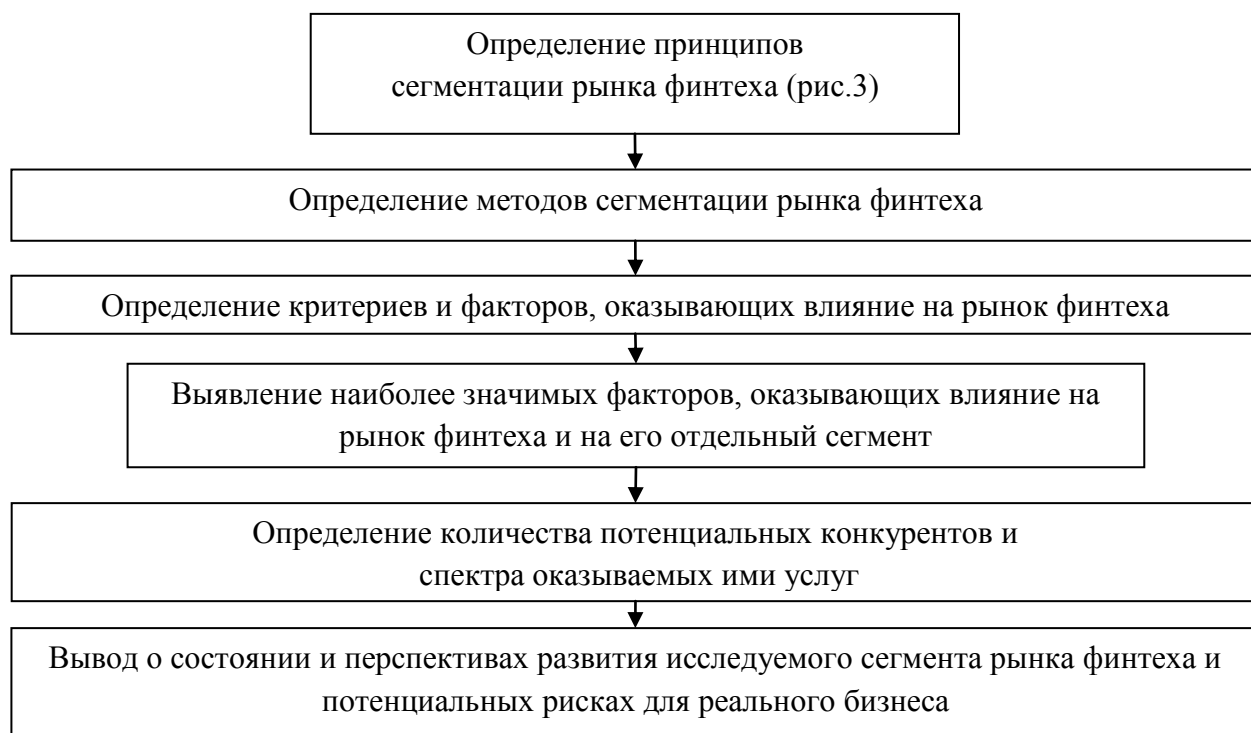 Определение принципов
сегментации рынка финтеха (рис.3)
Определение методов сегментации рынка финтеха
Определение критериев и факторов, оказывающих влияние на рынок финтеха
Выявление наиболее значимых факторов, оказывающих влияние на
рынок финтеха и на его отдельный сегмент
Определение количества потенциальных конкурентов и
спектра оказываемых ими услуг
Вывод о состоянии и перспективах развития исследуемого сегмента рынка финтеха и
потенциальных рисках для реального бизнеса